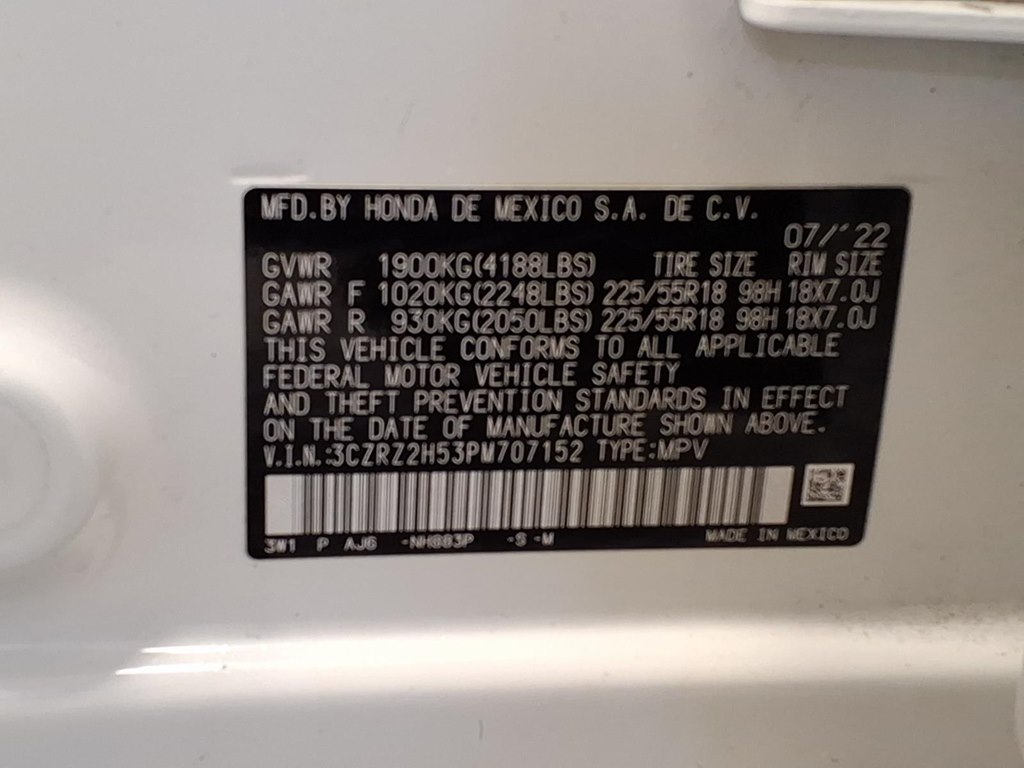 MFD.BY HONDA DE MEXICO S.A. DE C.V.
07/'22
GVWR 1900KG(4188LBS) TIRE SIZE RIM SIZE
GAWR F 1020KG(2248LBS) 225/55R18 98H 18X7.0J
GAWR R 930KG(2050LBS) 225/55R18 98H 18X7.0J
THIS VEHICLE CONFORMS TO ALL APPLICABLE
FEDERAL MOTOR VEHICLE SAFETY
AND THEFT PREVENTION STANDARDS IN EFFECT
ON THE DATE OF MANUFACTURE SHOWN ABOVE.
V.I.N.:3CZRZ2H53PM707152 TYPE:MPV
3W1 P AJG -S -M MADE IN MEXICO